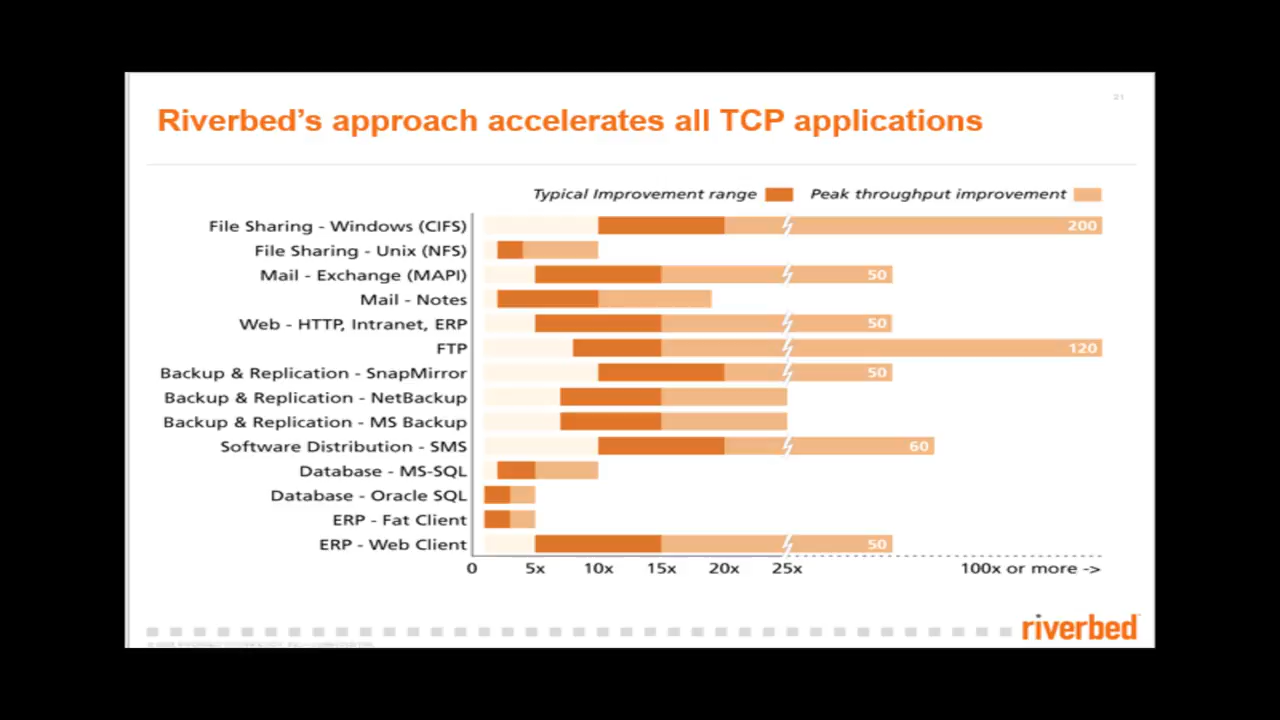 21
Riverbed's approach accelerates all TCP applications
Typical Improvement range Peak throughput improvement
File Sharing - Windows (CIFS) 200
File Sharing - Unix (NFS)
Mail - Exchange (MAPI) 50
Mail - Notes
Web - HTTP, Intranet, ERP 50
FTP 120
Backup & Replication - SnapMirror 50
Backup & Replication - NetBackup
Backup & Replication - MS Backup
Software Distribution - SMS 60
Database - MS-SQL
Database - Oracle SQL
ERP - Fat Client
ERP - Web Client 50
0 5x 10x 15x 20x 25x 100x or more ->
riverbed